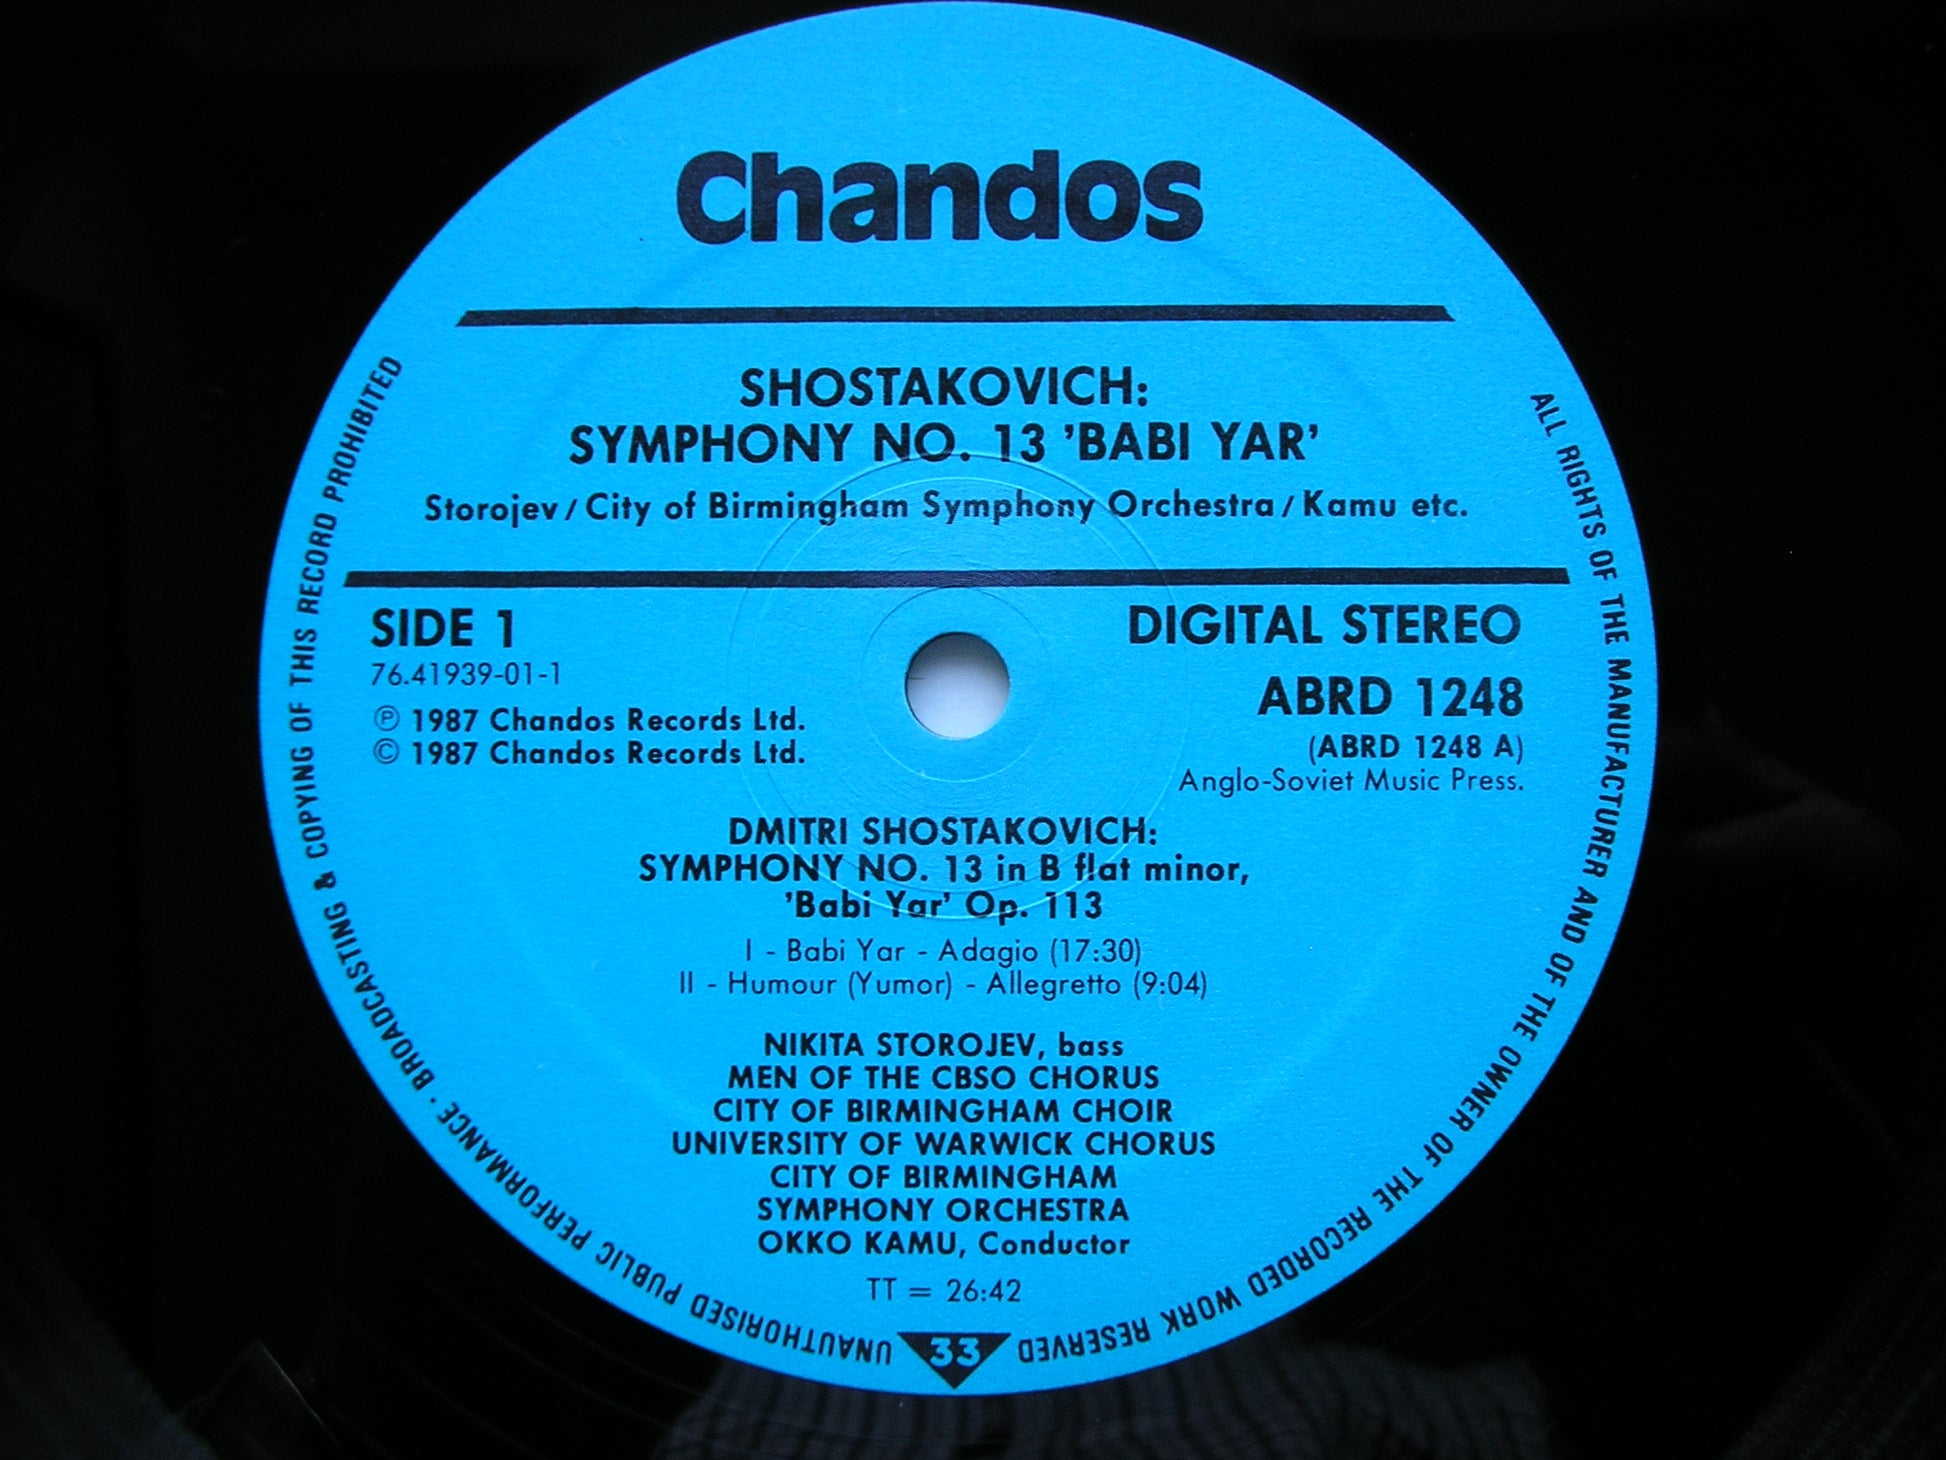 Chandos
SHOSTAKOVICH:
SYMPHONY NO. 13 'BABI YAR'
Storojev / City of Birmingham Symphony Orchestra / Kamu etc.
SIDE 1
76.41939-01-1
℗ 1987 Chandos Records Ltd.
© 1987 Chandos Records Ltd.
DIGITAL STEREO
ABRD 1248
(ABRD 1248 A)
Anglo-Soviet Music Press.
DMITRI SHOSTAKOVICH:
SYMPHONY NO. 13 in B flat minor,
'Babi Yar' Op. 113
I - Babi Yar - Adagio (17:30)
II - Humour (Yumor) - Allegretto (9:04)
NIKITA STOROJEV, bass
MEN OF THE CBSO CHORUS
CITY OF BIRMINGHAM CHOIR
UNIVERSITY OF WARWICK CHORUS
CITY OF BIRMINGHAM
SYMPHONY ORCHESTRA
OKKO KAMU, Conductor
TT = 26:42
33
ALL RIGHTS OF THE MANUFACTURER AND OF THE OWNER OF THE RECORDED WORK RESERVED
UNAUTHORISED PUBLIC PERFORMANCE · BROADCASTING & COPYING OF THIS RECORD PROHIBITED